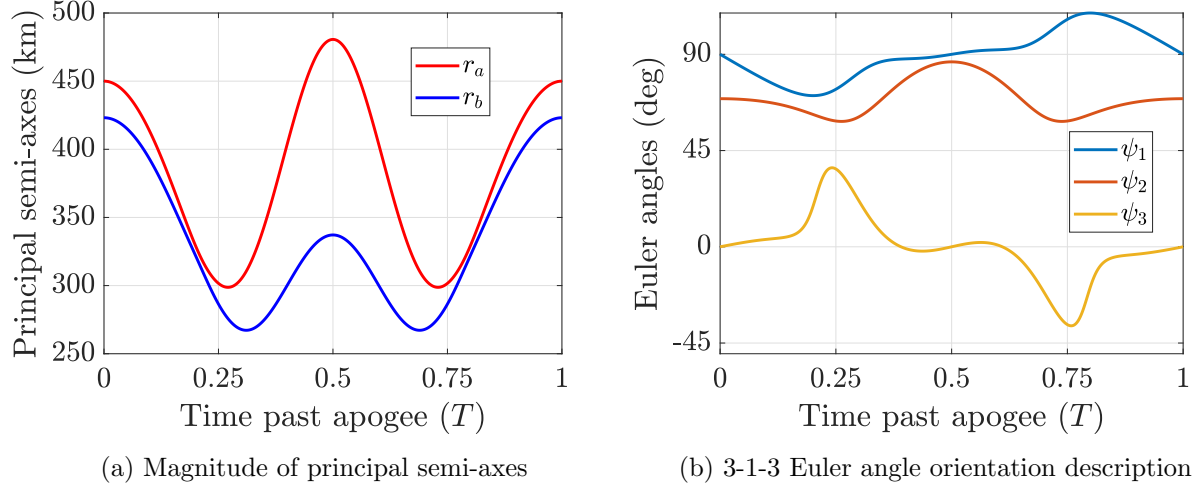 500
450
400
350
300
250
Principal semi-axes (km)
r_a
r_b
0
0.25
0.5
0.75
1
Time past apogee (T)
(a) Magnitude of principal semi-axes
90
45
0
-45
Euler angles (deg)
ψ_1
ψ_2
ψ_3
0
0.25
0.5
0.75
1
Time past apogee (T)
(b) 3-1-3 Euler angle orientation description